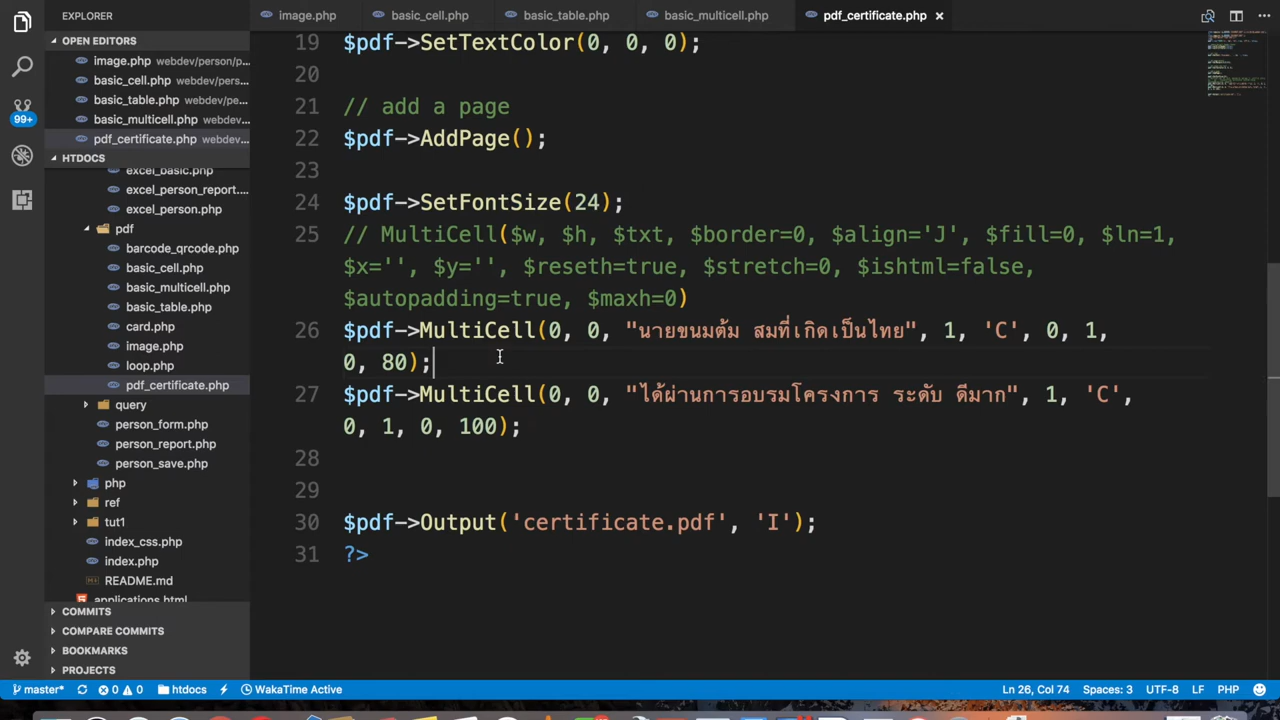 EXPLORER
image.php
basic_cell.php
basic_table.php
basic_multicell.php
pdf_certificate.php
OPEN EDITORS
image.php webdev/person/p...
basic_cell.php webdev/pers...
basic_table.php webdev/pe...
basic_multicell.php webdev/...
pdf_certificate.php webdev...
99+
HTDOCS
excel_basic.php
excel_person_report....
excel_person.php
pdf
barcode_qrcode.php
basic_cell.php
basic_multicell.php
basic_table.php
card.php
image.php
loop.php
pdf_certificate.php
query
person_form.php
person_report.php
person_save.php
php
ref
tut1
index_css.php
index.php
README.md
applications.html
COMMITS
COMPARE COMMITS
BOOKMARKS
PROJECTS
19 $pdf->SetTextColor(0, 0, 0);
20
21 // add a page
22 $pdf->AddPage();
23
24 $pdf->SetFontSize(24);
25 // MultiCell($w, $h, $txt, $border=0, $align='J', $fill=0, $ln=1,
$x='', $y='', $reseth=true, $stretch=0, $ishtml=false,
$autopadding=true, $maxh=0)
26 $pdf->MultiCell(0, 0, "นายขนมต้ม สมที่เกิดเป็นไทย", 1, 'C', 0, 1,
0, 80);
27 $pdf->MultiCell(0, 0, "ได้ผ่านการอบรมโครงการ ระดับ ดีมาก", 1, 'C',
0, 1, 0, 100);
28
29
30 $pdf->Output('certificate.pdf', 'I');
31 ?>
master* 0 0 htdocs WakaTime Active Ln 26, Col 74 Spaces: 3 UTF-8 LF PHP